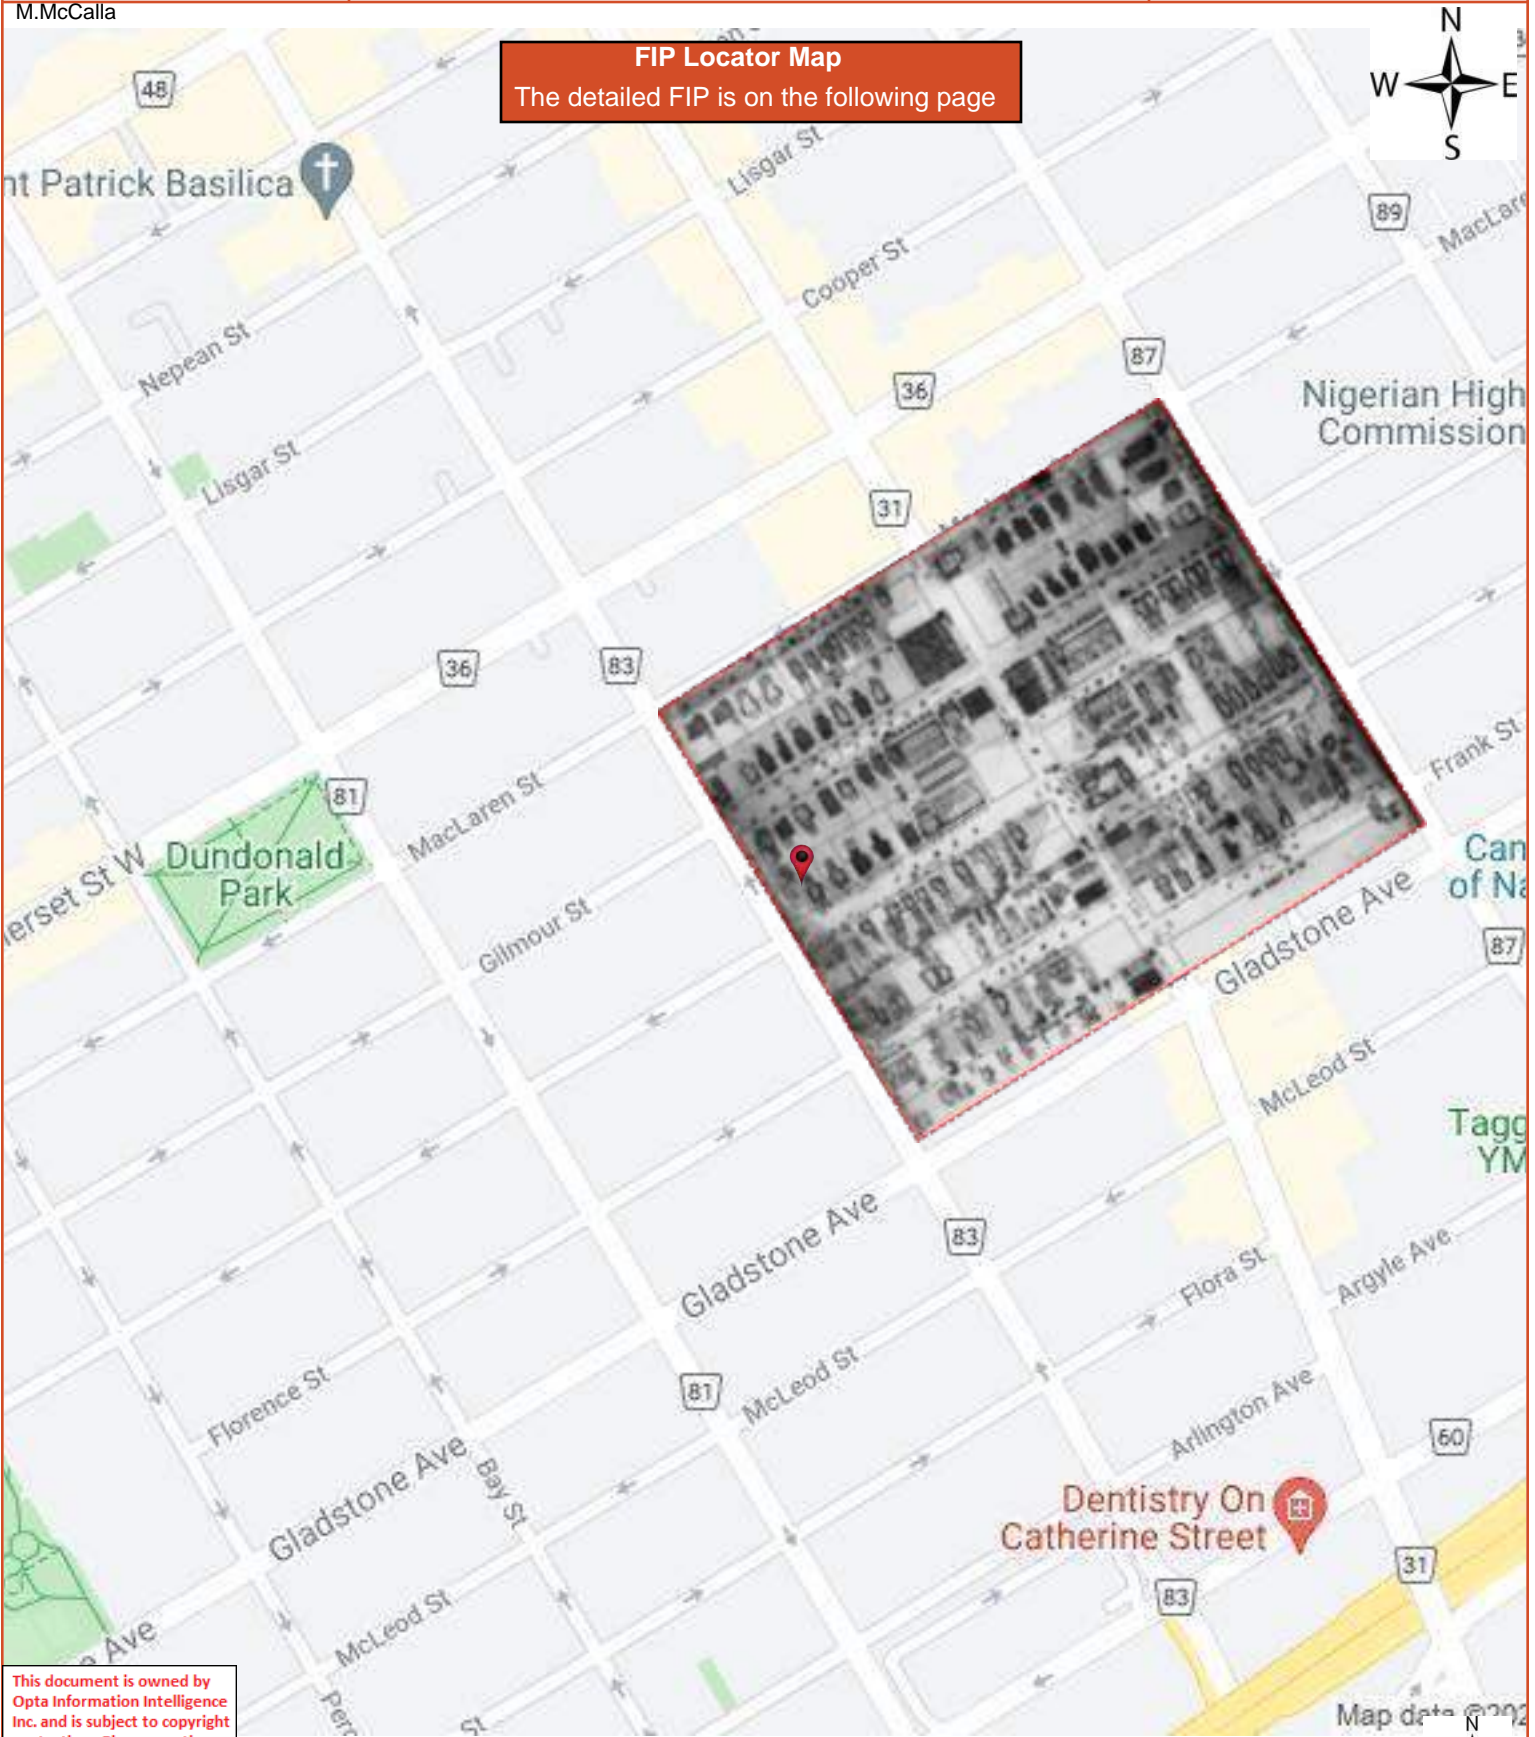 M.McCalla
FIP Locator Map
The detailed FIP is on the following page
N
W
E
S
48
nt Patrick Basilica
Lisgar St
89
MacLare
Cooper St
Nepean St
87
36
Nigerian High
Commission
Lisgar St
31
36
83
Frank St
81
MacLaren St
Dundonald
Park
erset St W
Can
of Na
Gladstone Ave
Gilmour St
87
McLeod St
Tagg
YM
Gladstone Ave
83
Flora St
Argyle Ave
81
McLeod St
Florence St
Arlington Ave
60
Gladstone Ave
Bay St
Dentistry On
Catherine Street
31
83
McLeod St
e Ave
This document is owned by
Opta Information Intelligence
Inc. and is subject to copyright
Perc
St
Map data ©202
N